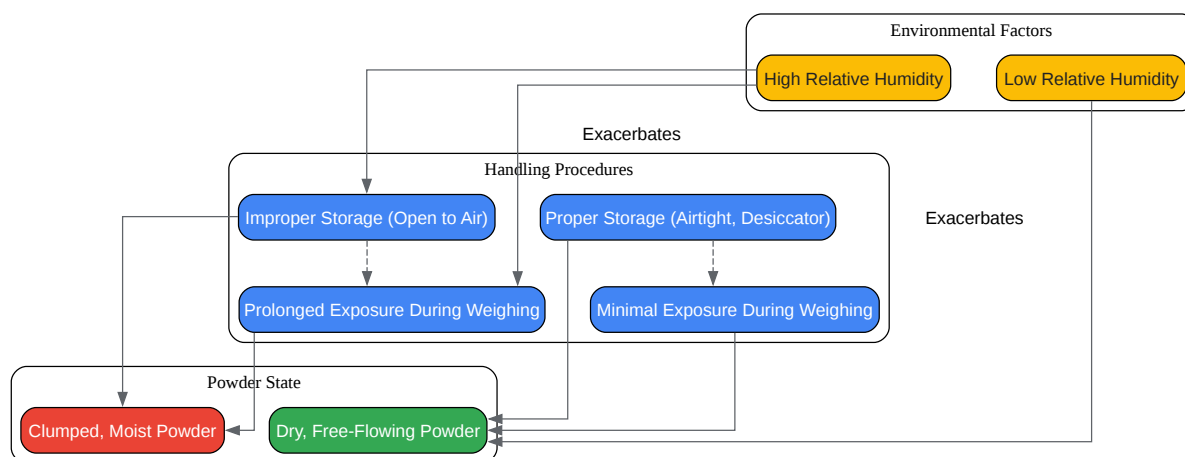 Environmental Factors
High Relative Humidity
Low Relative Humidity
Exacerbates
Handling Procedures
Improper Storage (Open to Air)
Proper Storage (Airtight, Desiccator)
Exacerbates
Prolonged Exposure During Weighing
Minimal Exposure During Weighing
Powder State
Clumped, Moist Powder
Dry, Free-Flowing Powder